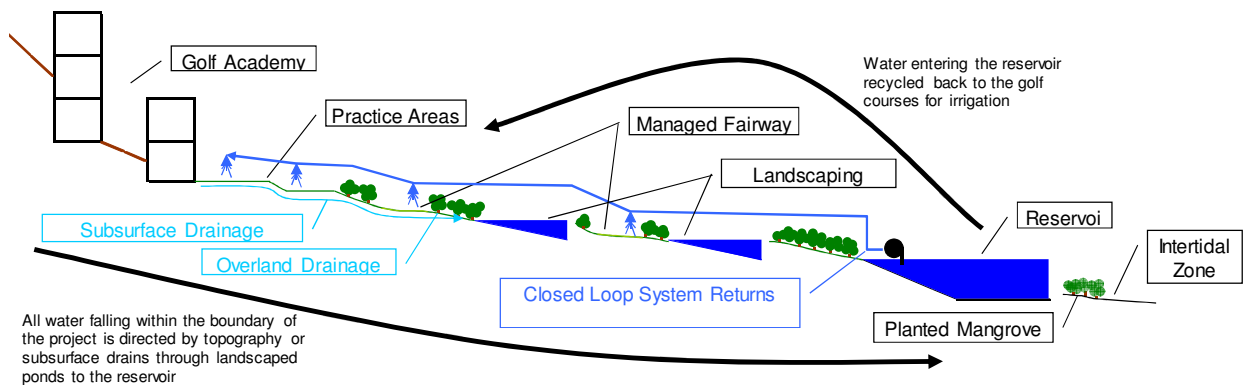 Golf Academy
Water entering the reservoir
recycled back to the golf
courses for irrigation
Practice Areas
Managed Fairway
Landscaping
Reservoi
Subsurface Drainage
Overland Drainage
Intertidal
Zone
Closed Loop System Returns
Planted Mangrove
All water falling within the boundary of
the project is directed by topography or
subsurface drains through landscaped
ponds to the reservoir